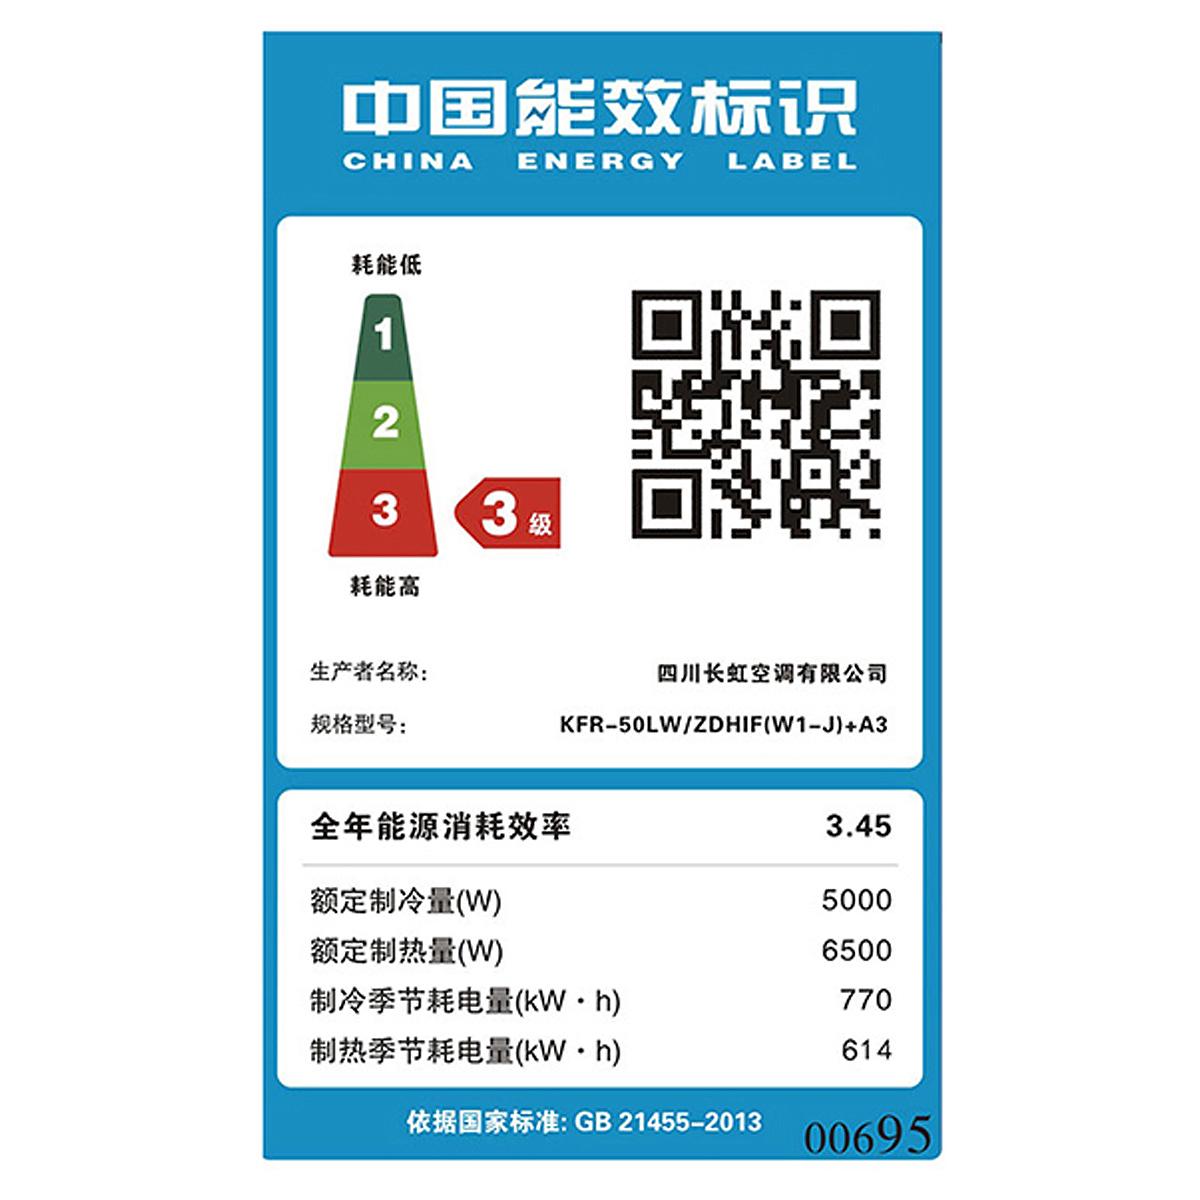 中国能效标识
CHINA ENERGY LABEL
耗能低
1
2
3
3级
耗能高
生产者名称: 四川长虹空调有限公司
规格型号: KFR-50LW/ZDHIF(W1-J)+A3
全年能源消耗效率 3.45
额定制冷量(W) 5000
额定制热量(W) 6500
制冷季节耗电量(kW·h) 770
制热季节耗电量(kW·h) 614
依据国家标准: GB 21455-2013
00695